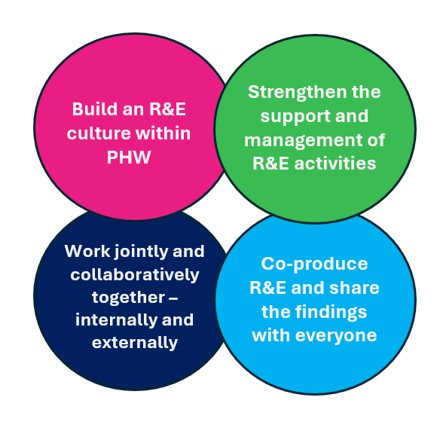 Build an R&E
culture within
PHW
Strengthen the
support and
management of
R&E activities
Work jointly and
collaboratively
together –
internally and
externally
Co-produce
R&E and share
the findings
with everyone